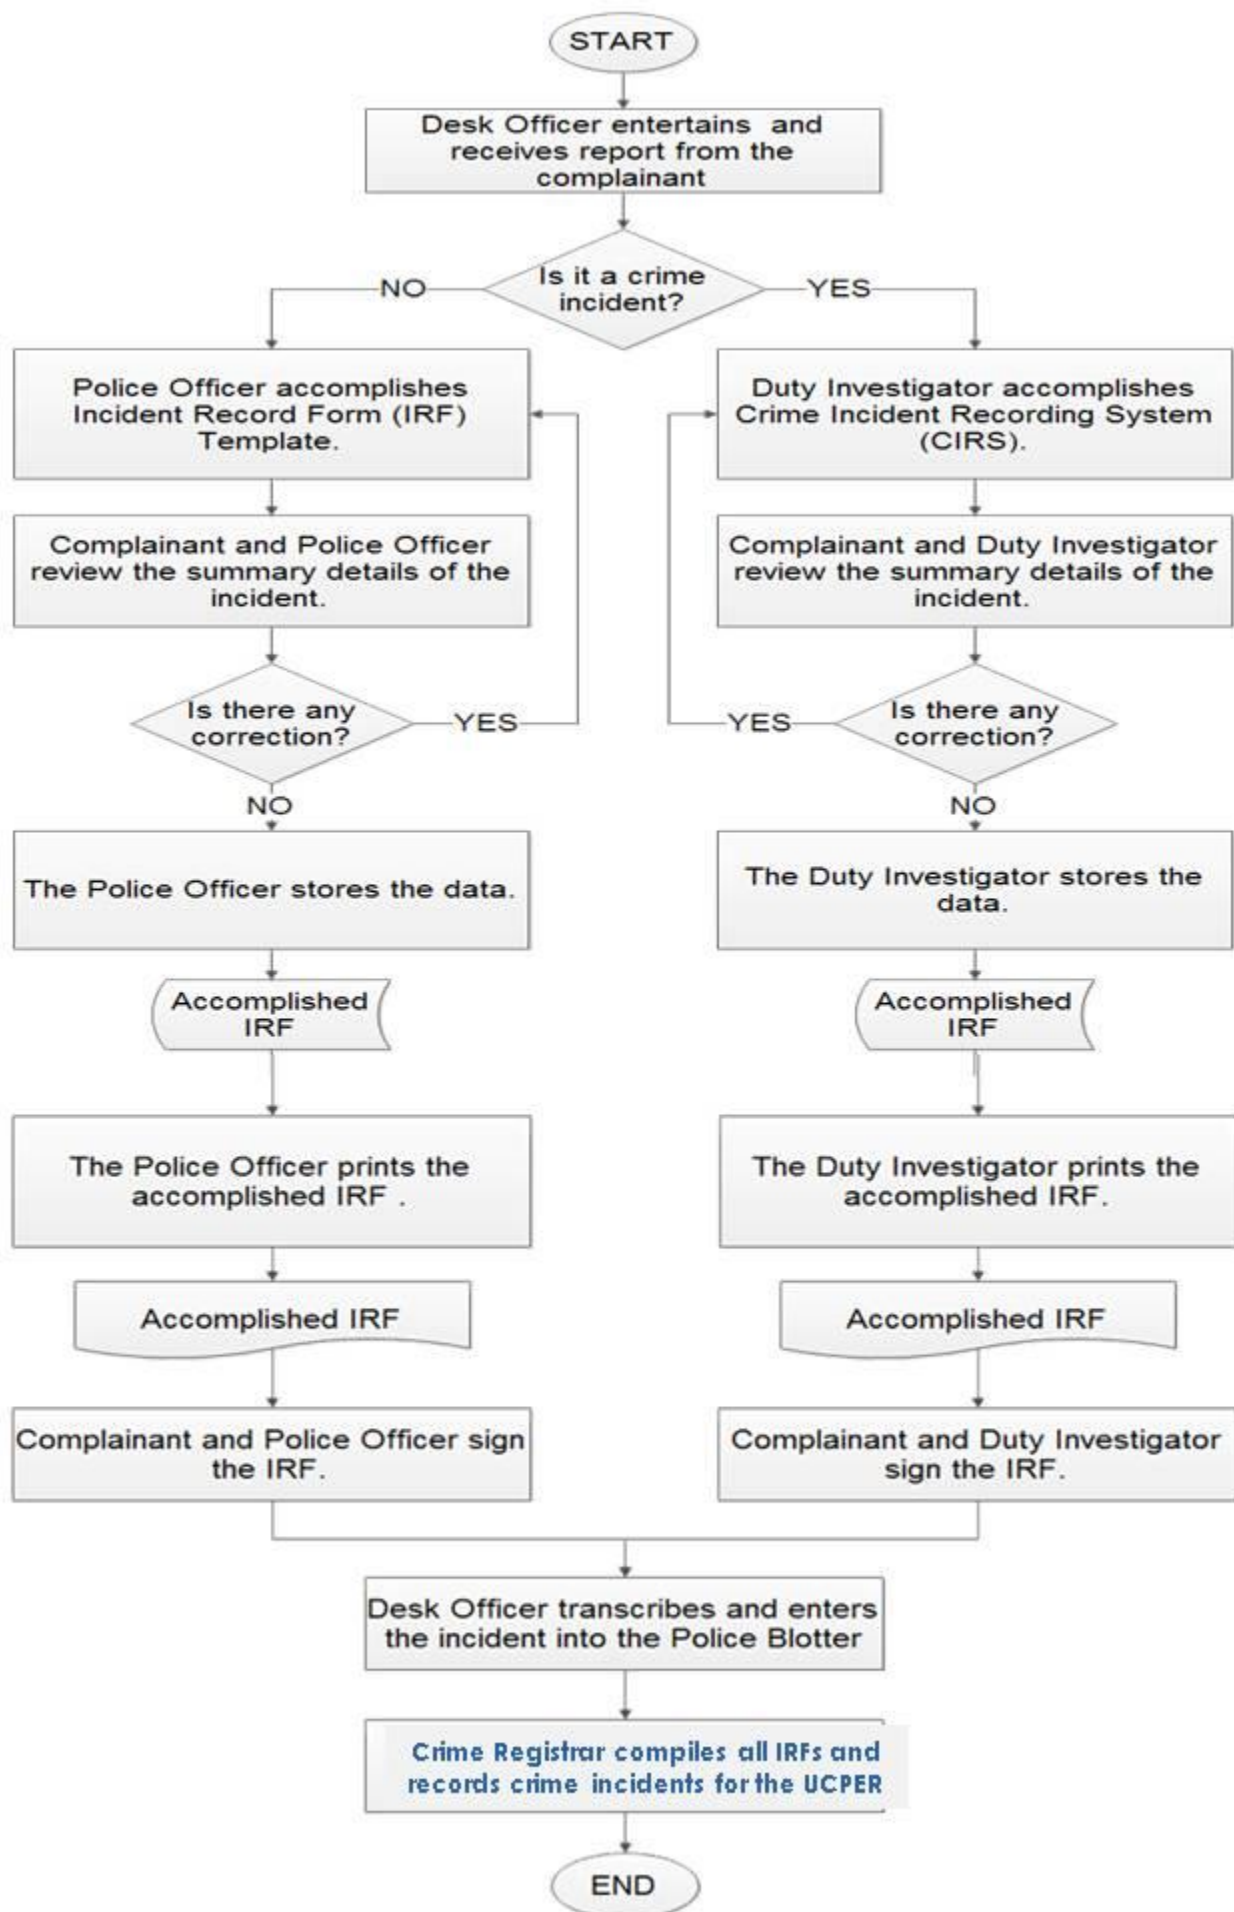 START
Desk Officer entertains and
receives report from the
complainant
Is it a crime
incident?
NO
YES
Police Officer accomplishes
Incident Record Form (IRF)
Template.
Duty Investigator accomplishes
Crime Incident Recording System
(CIRS).
Complainant and Police Officer
review the summary details of the
incident.
Complainant and Duty Investigator
review the summary details of the
incident.
Is there any
correction?
YES
YES
Is there any
correction?
NO
NO
The Police Officer stores the data.
The Duty Investigator stores the
data.
Accomplished
IRF
Accomplished
IRF
The Police Officer prints the
accomplished IRF .
The Duty Investigator prints the
accomplished IRF.
Accomplished IRF
Accomplished IRF
Complainant and Police Officer sign
the IRF.
Complainant and Duty Investigator
sign the IRF.
Desk Officer transcribes and enters
the incident into the Police Blotter
Crime Registrar compiles all IRFs and
records crime incidents for the UCPER
END